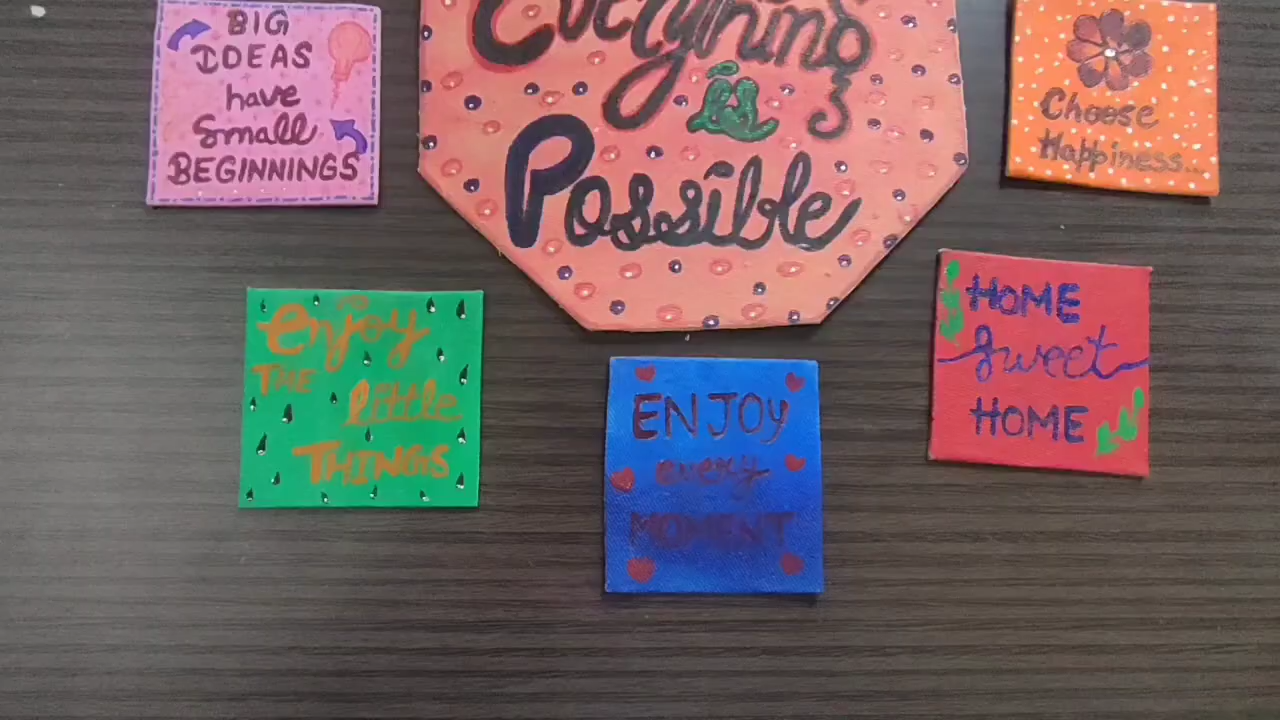 BIG
IDEAS
have
Small
BEGINNINGS
Everything
is
Possible
Choose
Happiness...
enjoy
THE little
THINGS
ENJOY
every
MOMENT
HOME
Sweet
HOME